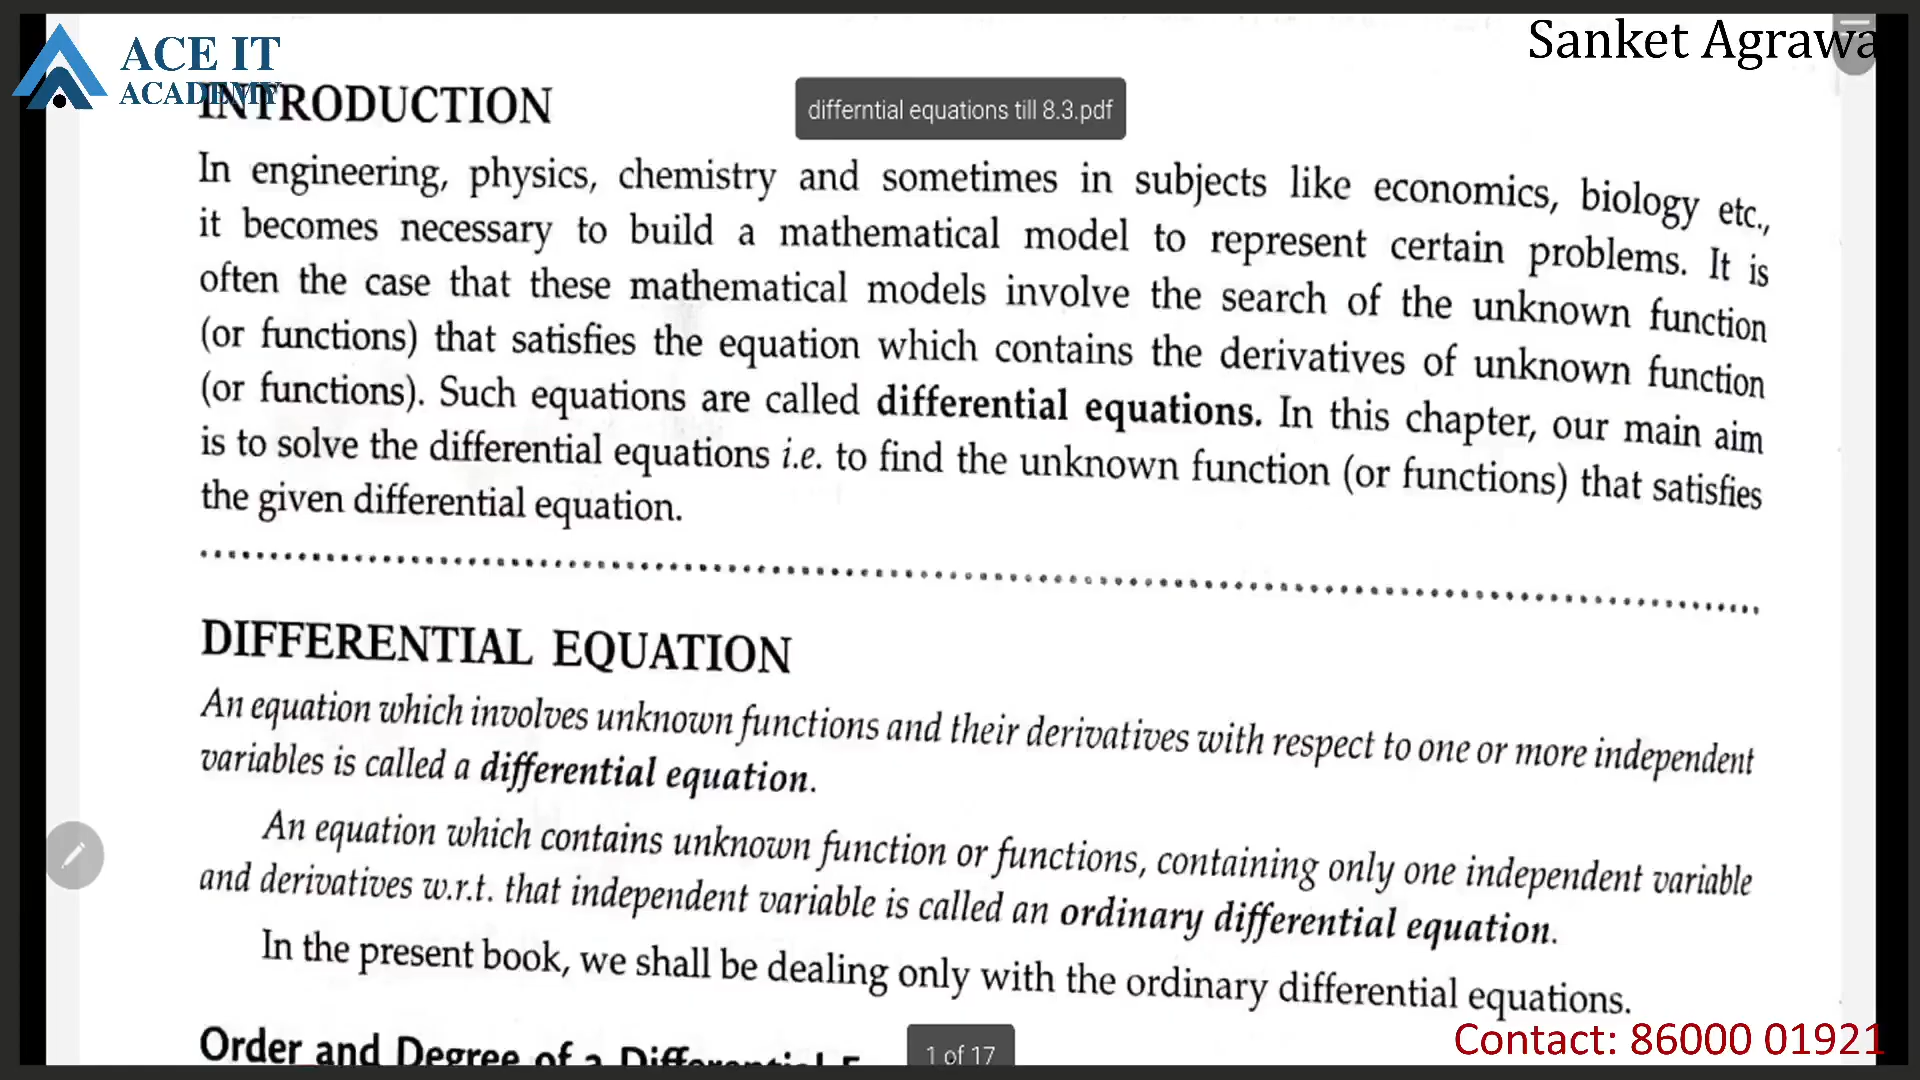 ACE IT
ACADEMY
Sanket Agrawa
INTRODUCTION
differntial equations till 8.3.pdf
In engineering, physics, chemistry and sometimes in subjects like economics, biology etc.,
it becomes necessary to build a mathematical model to represent certain problems. It is
often the case that these mathematical models involve the search of the unknown function
(or functions) that satisfies the equation which contains the derivatives of unknown function
(or functions). Such equations are called differential equations. In this chapter, our main aim
is to solve the differential equations i.e. to find the unknown function (or functions) that satisfies
the given differential equation.
DIFFERENTIAL EQUATION
An equation which involves unknown functions and their derivatives with respect to one or more independent
variables is called a differential equation.
An equation which contains unknown function or functions, containing only one independent variable
and derivatives w.r.t. that independent variable is called an ordinary differential equation.
In the present book, we shall be dealing only with the ordinary differential equations.
Order and Degree of a Differential
1 of 17
Contact: 86000 01921